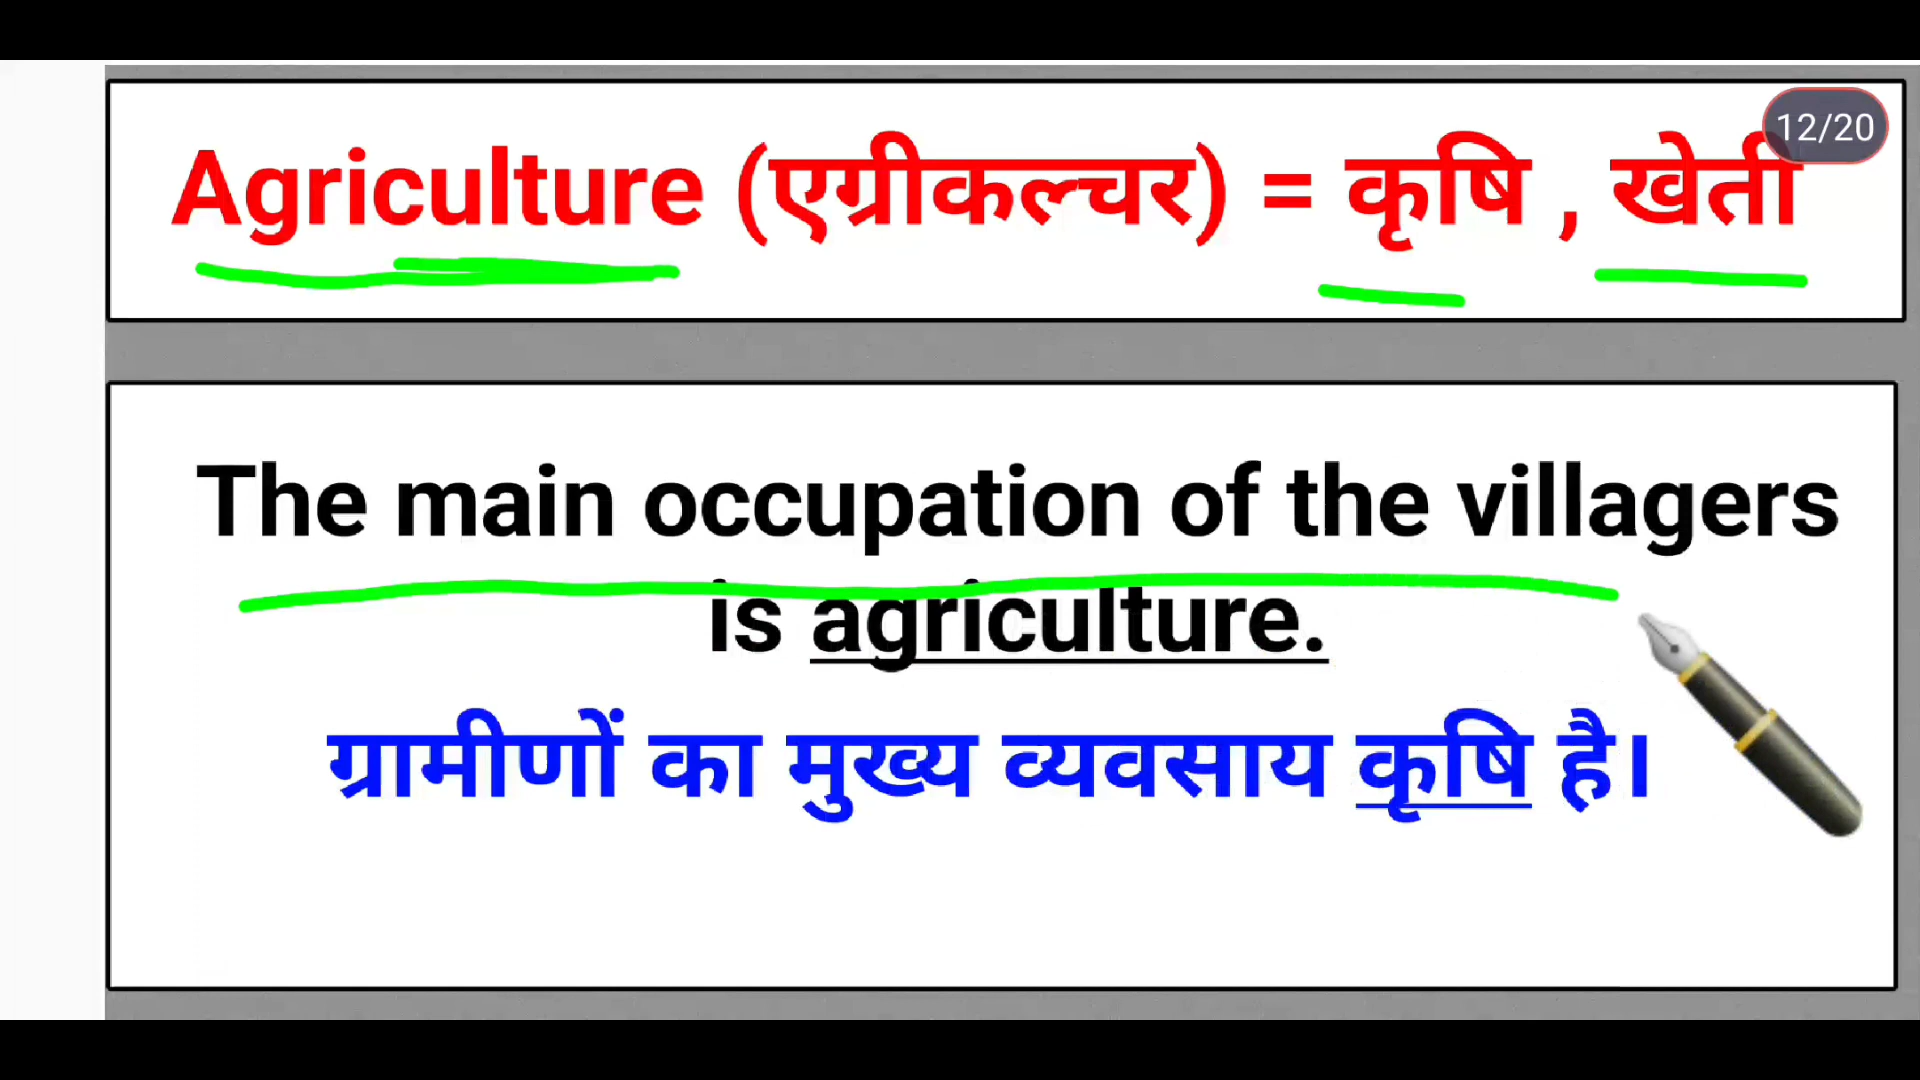 12/20
Agriculture (एग्रीकल्चर) = कृषि , खेती
The main occupation of the villagers
is agriculture.
ग्रामीणों का मुख्य व्यवसाय कृषि है।